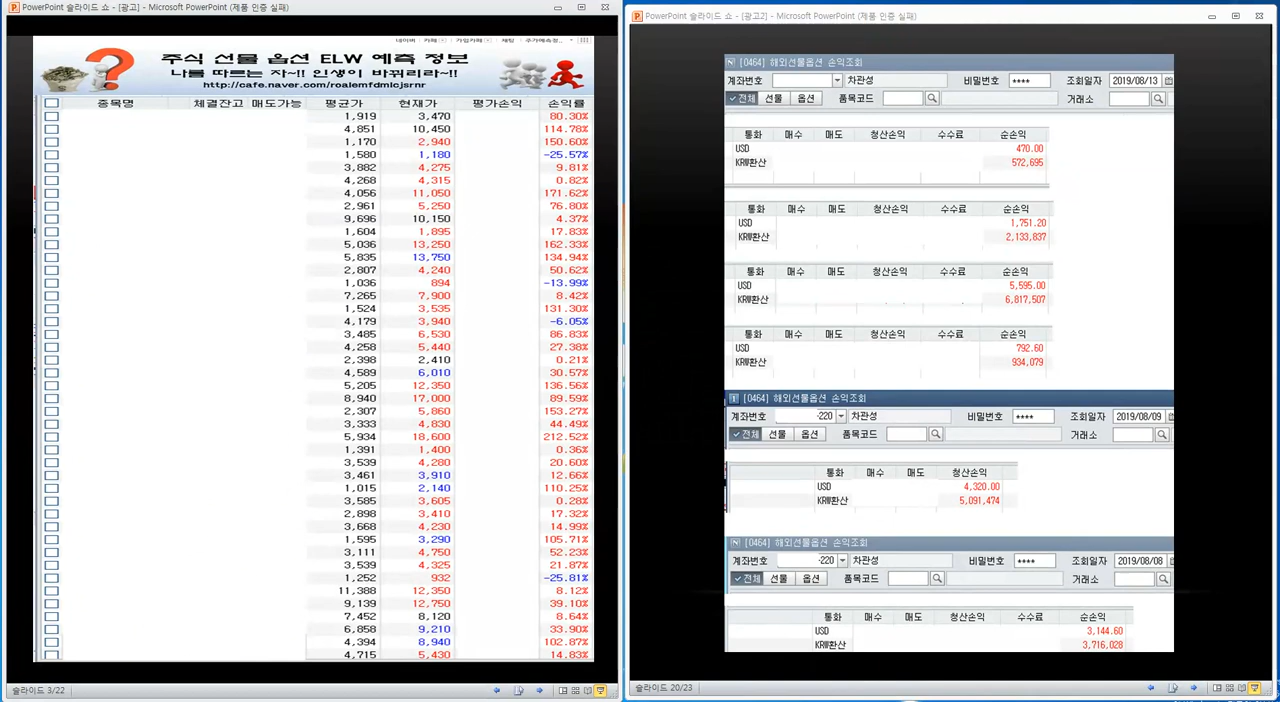 PowerPoint 슬라이드 쇼 - [광고] - Microsoft PowerPoint (제품 인증 실패)
네이버 카페 가입카페 채팅
주식 선물 옵션 ELW 예측 정보
나를 따르는 자~!! 인생이 바뀌리라~!!
http://cafe.naver.com/roalemfdmlcjsrnr
종목명 체결잔고 매도가능 평균가 현재가 평가손익 손익률
1,919 3,470 80.30%
4,851 10,450 114.78%
1,170 2,940 150.60%
1,580 1,180 -25.57%
3,882 4,275 9.81%
4,268 4,315 0.82%
4,056 11,050 171.62%
2,961 5,250 76.80%
9,696 10,150 4.37%
1,604 1,895 17.83%
5,036 13,250 162.33%
5,835 13,750 134.94%
2,807 4,240 50.62%
1,036 894 -13.99%
7,265 7,900 8.42%
1,524 3,535 131.30%
4,179 3,940 -6.05%
3,485 6,530 86.83%
4,258 5,440 27.38%
2,398 2,410 0.21%
4,589 6,010 30.57%
5,205 12,350 136.56%
8,940 17,000 89.59%
2,307 5,860 153.27%
3,333 4,830 44.49%
5,934 18,600 212.52%
1,391 1,400 0.36%
3,539 4,280 20.60%
3,461 3,910 12.66%
1,015 2,140 110.25%
3,585 3,605 0.28%
2,898 3,410 17.32%
3,668 4,230 14.99%
1,595 3,290 105.71%
3,111 4,750 52.23%
3,539 4,325 21.87%
1,252 932 -25.81%
11,388 12,350 8.12%
9,139 12,750 39.10%
7,452 8,120 8.64%
6,858 9,210 33.90%
4,394 8,940 102.87%
4,715 5,430 14.83%
슬라이드 3/22
PowerPoint 슬라이드 쇼 - [광고2] - Microsoft PowerPoint (제품 인증 실패)
[0464] 해외선물옵션 손익조회
계좌번호 차관성 비밀번호 **** 조회일자 2019/08/13
전체 선물 옵션 품목코드 거래소
통화 매수 매도 청산손익 수수료 순손익
USD 470.00
KRW환산 572,695
통화 매수 매도 청산손익 수수료 순손익
USD 1,751.20
KRW환산 2,133,837
통화 매수 매도 청산손익 수수료 순손익
USD 5,595.00
KRW환산 6,817,507
통화 매수 매도 청산손익 수수료 순손익
USD 792.60
KRW환산 934,079
[0464] 해외선물옵션 손익조회
계좌번호 -220 차관성 비밀번호 **** 조회일자 2019/08/09
전체 선물 옵션 품목코드 거래소
통화 매수 매도 청산손익
USD 4,320.00
KRW환산 5,091,474
[0464] 해외선물옵션 손익조회
계좌번호 -220 차관성 비밀번호 **** 조회일자 2019/08/08
전체 선물 옵션 품목코드 거래소
통화 매수 매도 청산손익 수수료 순손익
USD 3,144.60
KRW환산 3,716,028
슬라이드 20/23